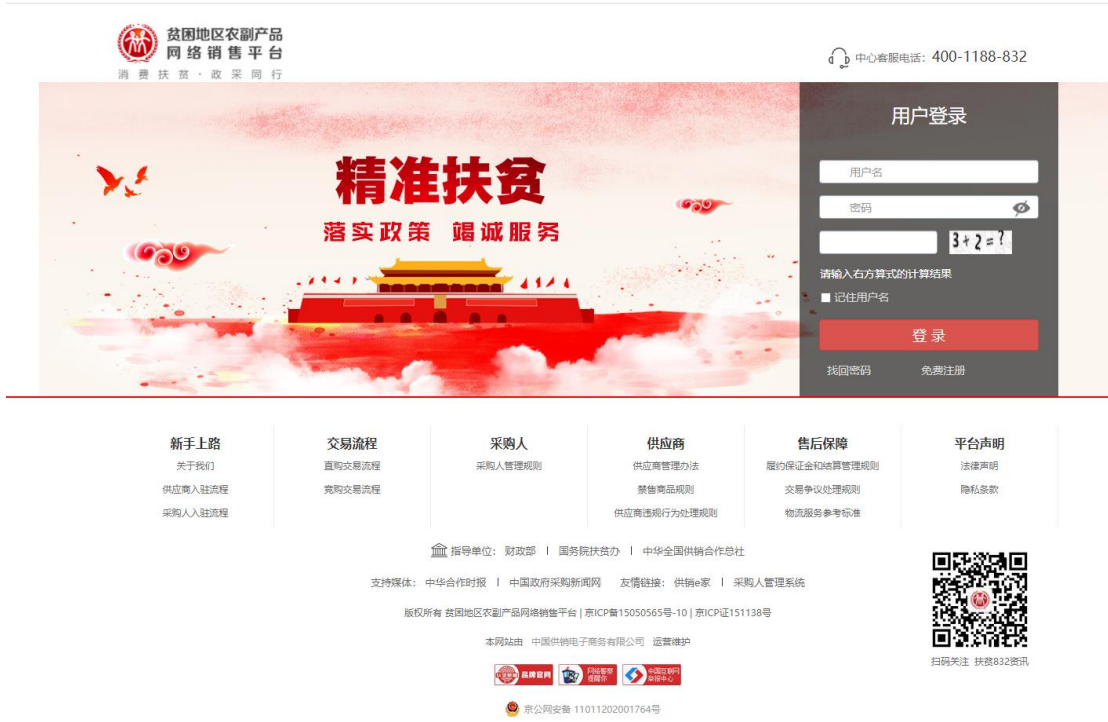 贫困地区农副产品
网络销售平台
消费扶贫·政采同行
中心客服电话：400-1188-832
精准扶贫
落实政策 竭诚服务
用户登录
用户名
密码
3+2=?
请输入右方算式的计算结果
记住用户名
登录
找回密码 免费注册
新手上路
关于我们
供应商入驻流程
采购人入驻流程
交易流程
直购交易流程
竞购交易流程
采购人
采购人管理规则
供应商
供应商管理办法
禁售商品规则
供应商违规行为处理规则
售后保障
履约保证金和结算管理规则
交易争议处理规则
物流服务参考标准
平台声明
法律声明
隐私条款
指导单位： 财政部 | 国务院扶贫办 | 中华全国供销合作总社
支持媒体： 中华合作时报 | 中国政府采购新闻网 友情链接： 供销e家 | 采购人管理系统
版权所有 贫困地区农副产品网络销售平台 | 京ICP备15050565号-10 | 京ICP证151138号
本网站由 中国供销电子商务有限公司 运营维护
品牌官网
网络警察
提醒你
中国互联网
举报中心
京公网安备 11011202001764号
扫码关注 扶贫832资讯